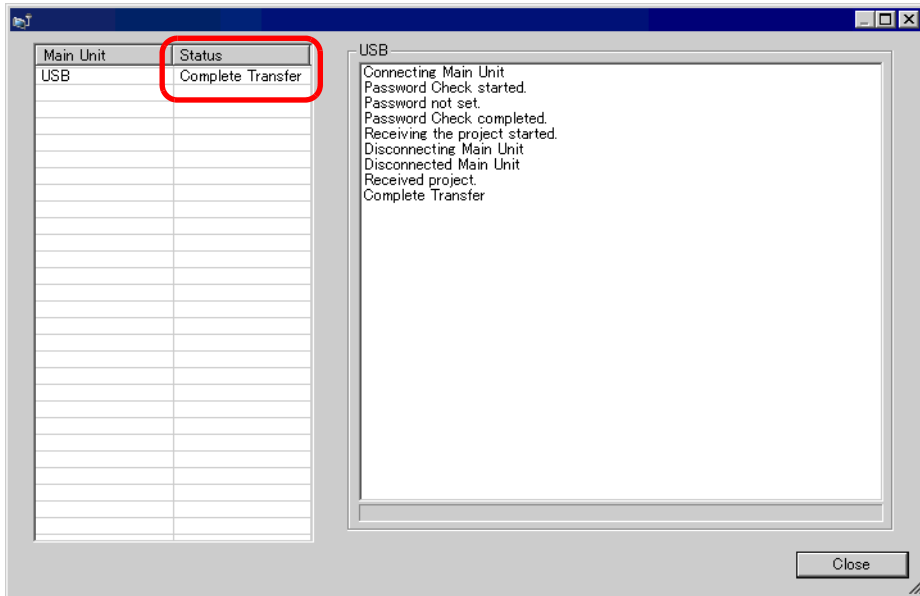 Main Unit Status
USB Complete Transfer
USB
Connecting Main Unit
Password Check started.
Password not set.
Password Check completed.
Receiving the project started.
Disconnecting Main Unit
Disconnected Main Unit
Received project.
Complete Transfer
Close